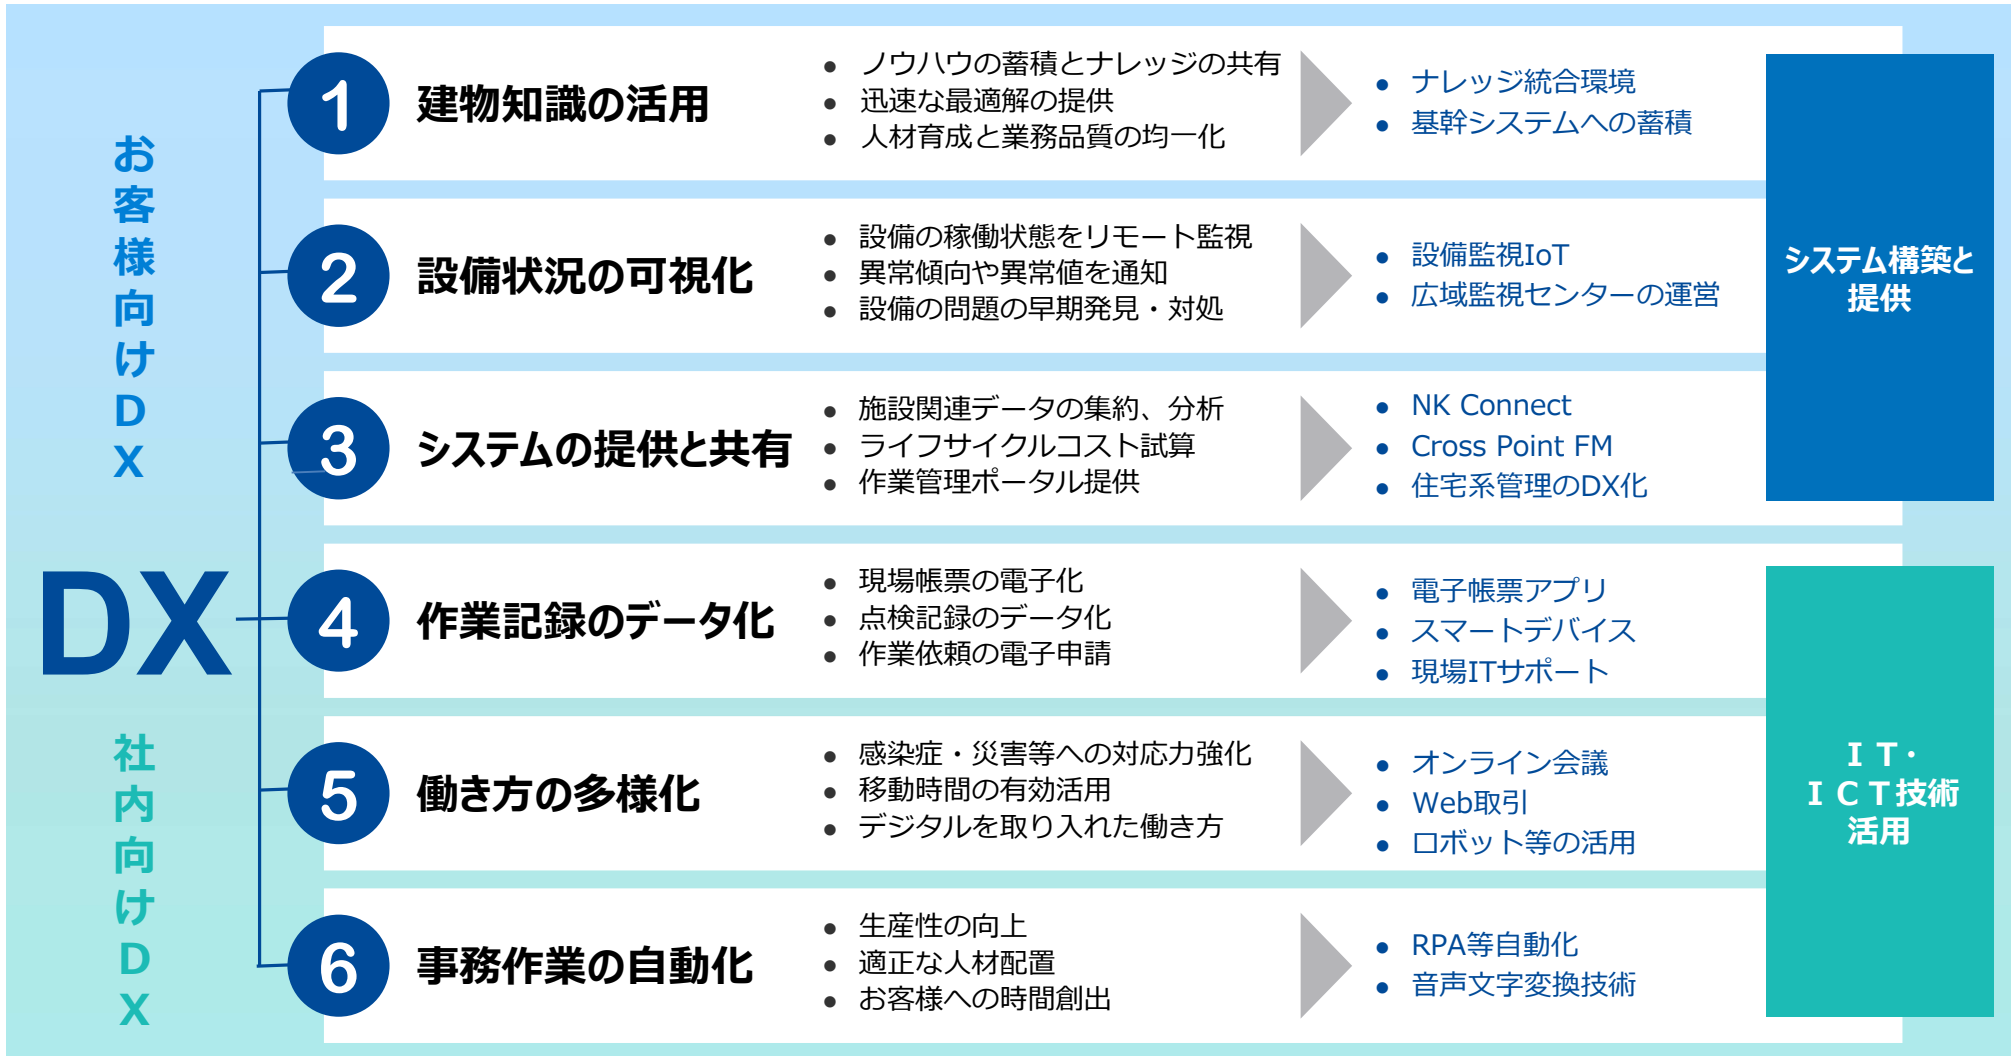 お客様向けDX
DX
社内向けDX
1
建物知識の活用
● ノウハウの蓄積とナレッジの共有
● 迅速な最適解の提供
● 人材育成と業務品質の均一化
● ナレッジ統合環境
● 基幹システムへの蓄積
2
設備状況の可視化
● 設備の稼働状態をリモート監視
● 異常傾向や異常値を通知
● 設備の問題の早期発見・対処
● 設備監視IoT
● 広域監視センターの運営
3
システムの提供と共有
● 施設関連データの集約、分析
● ライフサイクルコスト試算
● 作業管理ポータル提供
● NK Connect
● Cross Point FM
● 住宅系管理のDX化
システム構築と
提供
4
作業記録のデータ化
● 現場帳票の電子化
● 点検記録のデータ化
● 作業依頼の電子申請
● 電子帳票アプリ
● スマートデバイス
● 現場ITサポート
5
働き方の多様化
● 感染症・災害等への対応力強化
● 移動時間の有効活用
● デジタルを取り入れた働き方
● オンライン会議
● Web取引
● ロボット等の活用
6
事務作業の自動化
● 生産性の向上
● 適正な人材配置
● お客様への時間創出
● RPA等自動化
● 音声文字変換技術
ＩＴ・
ＩＣＴ技術
活用